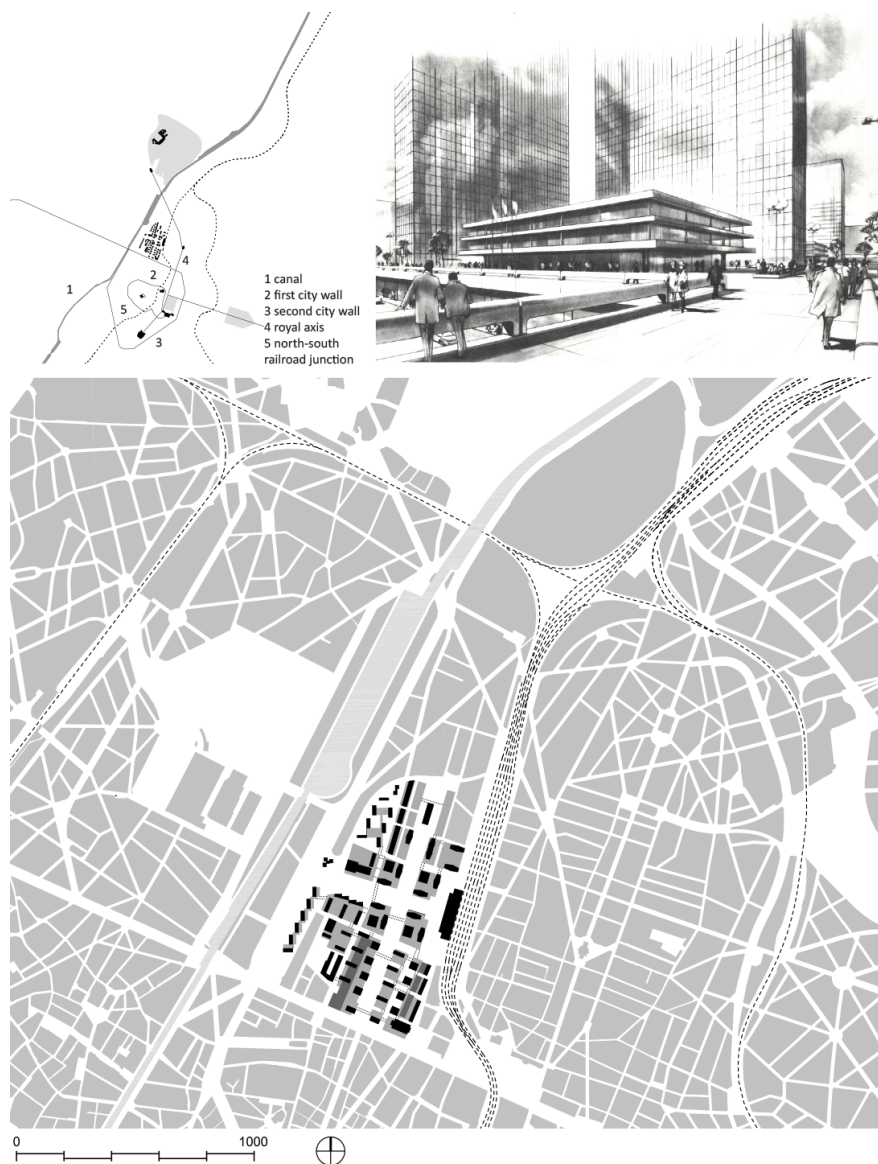 4
1
2
5
3
1 canal
2 first city wall
3 second city wall
4 royal axis
5 north-south
railroad junction
0 1000